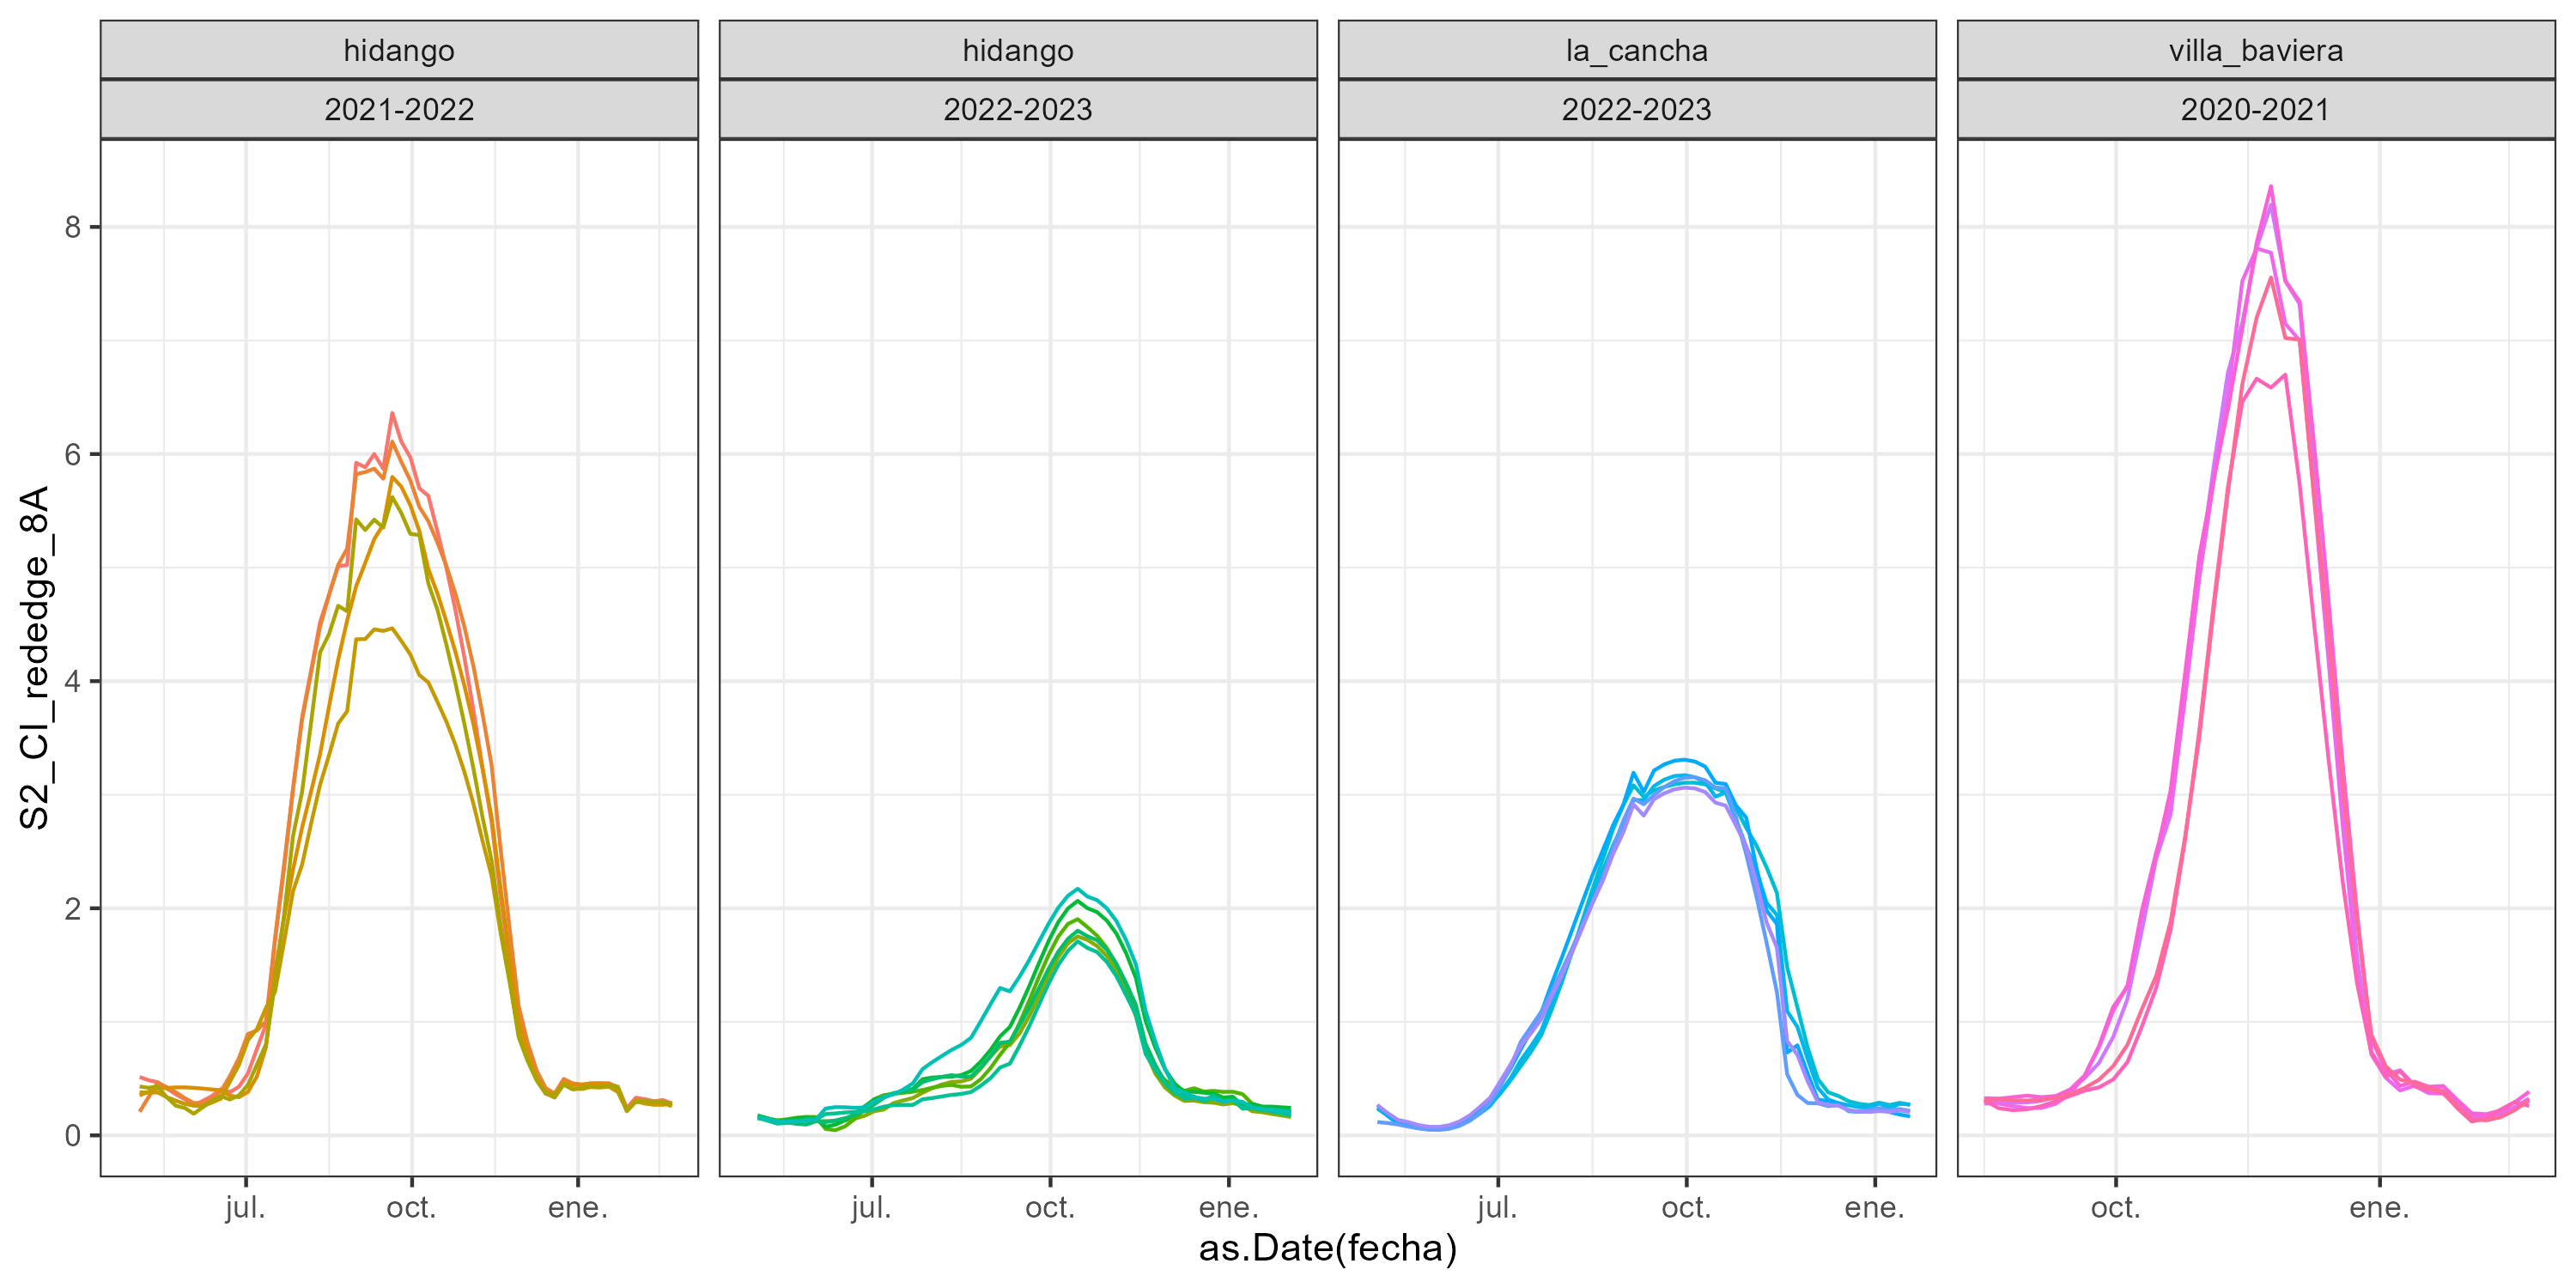 hidango hidango la_cancha villa_baviera
2021-2022 2022-2023 2022-2023 2020-2021
8
6
4
2
0
S2_CI_rededge_8A
jul. oct. ene. jul. oct. ene. jul. oct. ene. oct. ene.
as.Date(fecha)